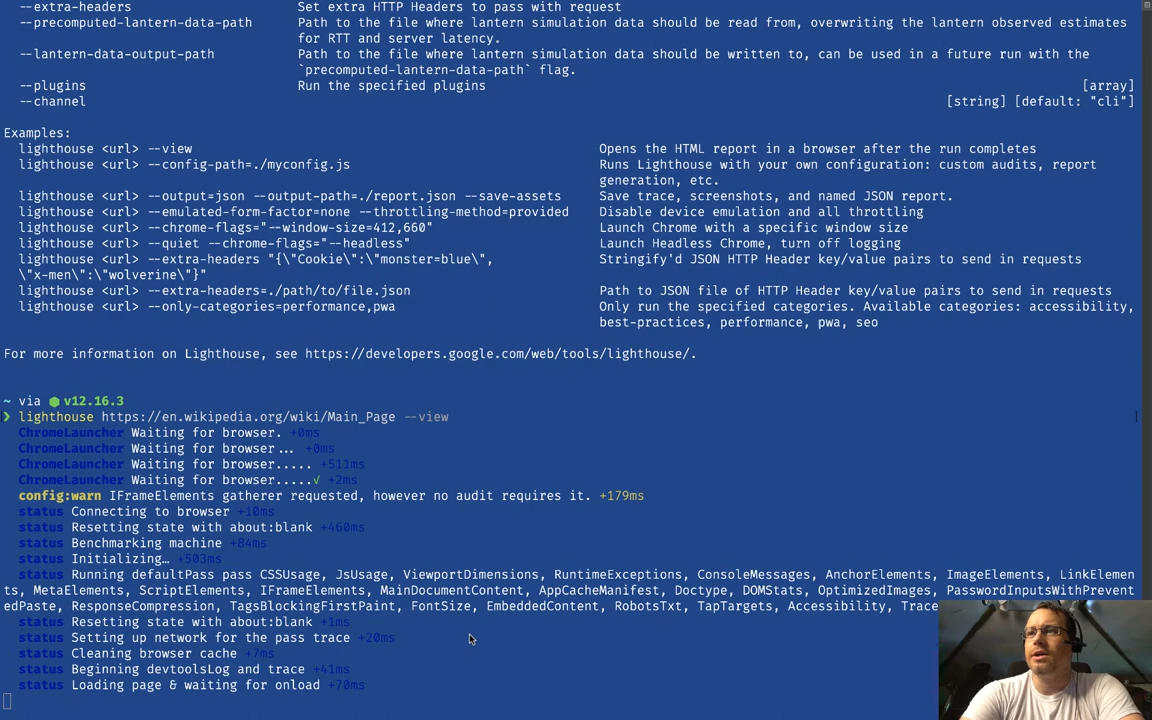 --extra-headers Set extra HTTP Headers to pass with request
--precomputed-lantern-data-path Path to the file where lantern simulation data should be read from, overwriting the lantern observed estimates
for RTT and server latency.
--lantern-data-output-path Path to the file where lantern simulation data should be written to, can be used in a future run with the
`precomputed-lantern-data-path` flag.
--plugins Run the specified plugins [array]
--channel [string] [default: "cli"]
Examples:
lighthouse <url> --view Opens the HTML report in a browser after the run completes
lighthouse <url> --config-path=./myconfig.js Runs Lighthouse with your own configuration: custom audits, report
generation, etc.
lighthouse <url> --output=json --output-path=./report.json --save-assets Save trace, screenshots, and named JSON report.
lighthouse <url> --emulated-form-factor=none --throttling-method=provided Disable device emulation and all throttling
lighthouse <url> --chrome-flags="--window-size=412,660" Launch Chrome with a specific window size
lighthouse <url> --quiet --chrome-flags="--headless" Launch Headless Chrome, turn off logging
lighthouse <url> --extra-headers "{\"Cookie\":\"monster=blue\", Stringify'd JSON HTTP Header key/value pairs to send in requests
\"x-men\":\"wolverine\"}"
lighthouse <url> --extra-headers=./path/to/file.json Path to JSON file of HTTP Header key/value pairs to send in requests
lighthouse <url> --only-categories=performance,pwa Only run the specified categories. Available categories: accessibility,
best-practices, performance, pwa, seo
For more information on Lighthouse, see https://developers.google.com/web/tools/lighthouse/.
~ via ⬢ v12.16.3
❯ lighthouse https://en.wikipedia.org/wiki/Main_Page --view
ChromeLauncher Waiting for browser. +0ms
ChromeLauncher Waiting for browser... +0ms
ChromeLauncher Waiting for browser..... +511ms
ChromeLauncher Waiting for browser.....✓ +2ms
config:warn IFrameElements gatherer requested, however no audit requires it. +179ms
status Connecting to browser +10ms
status Resetting state with about:blank +460ms
status Benchmarking machine +84ms
status Initializing… +503ms
status Running defaultPass pass CSSUsage, JsUsage, ViewportDimensions, RuntimeExceptions, ConsoleMessages, AnchorElements, ImageElements, LinkElemen
ts, MetaElements, ScriptElements, IFrameElements, MainDocumentContent, AppCacheManifest, Doctype, DOMStats, OptimizedImages, PasswordInputsWithPrevent
edPaste, ResponseCompression, TagsBlockingFirstPaint, FontSize, EmbeddedContent, RobotsTxt, TapTargets, Accessibility, Trace
status Resetting state with about:blank +1ms
status Setting up network for the pass trace +20ms
status Cleaning browser cache +7ms
status Beginning devtoolsLog and trace +41ms
status Loading page & waiting for onload +70ms